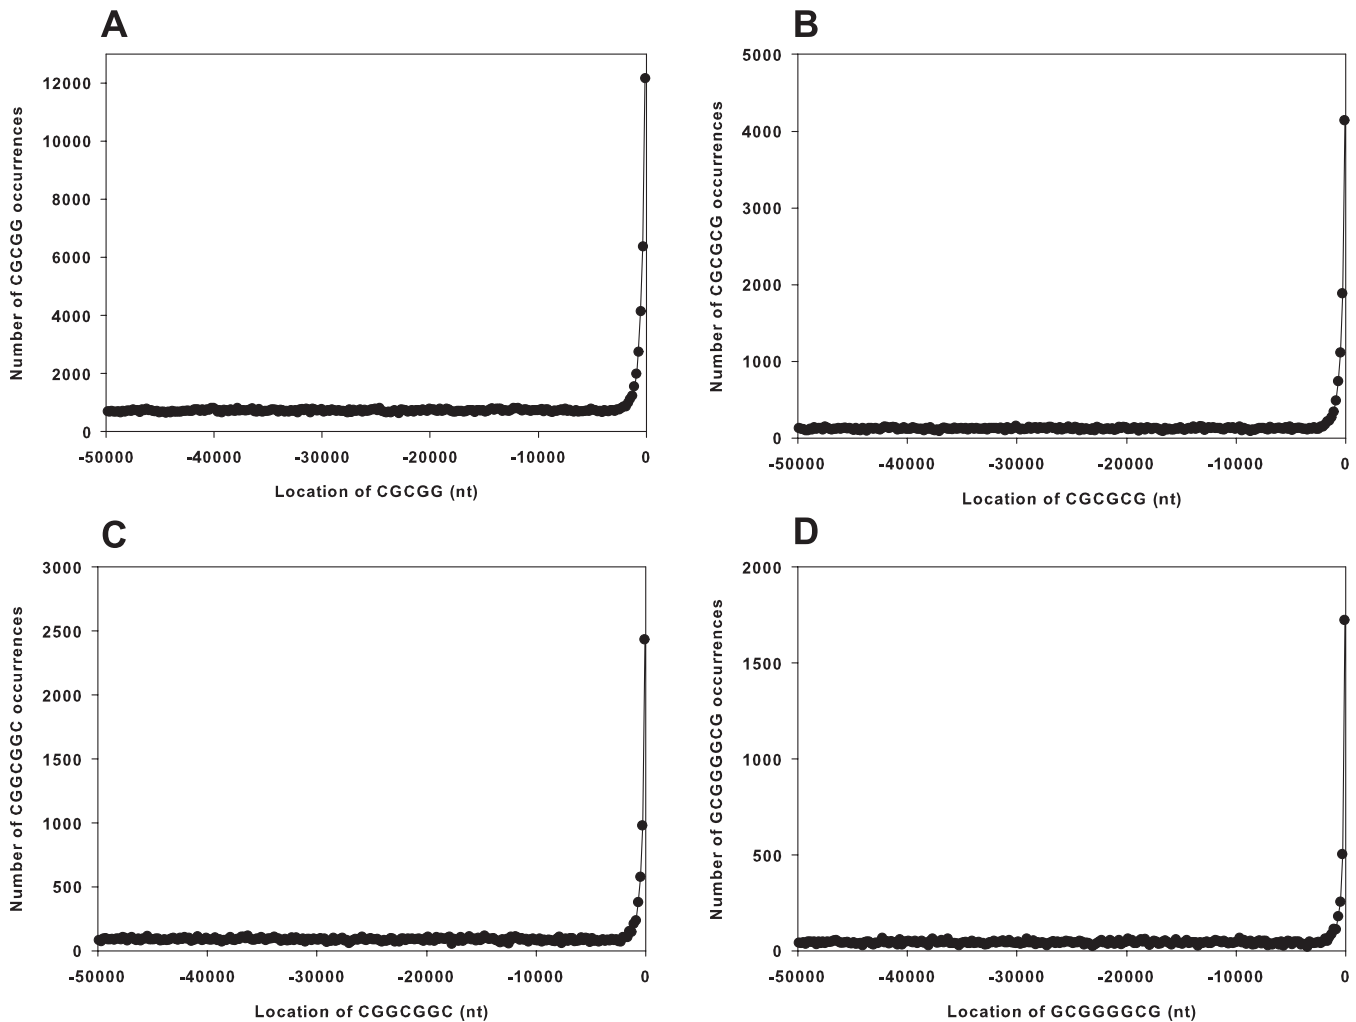 A
Number of CGCGG occurrences
12000
10000
8000
6000
4000
2000
0
-50000 -40000 -30000 -20000 -10000 0
Location of CGCGG (nt)
B
Number of CGCGCG occurrences
5000
4000
3000
2000
1000
0
-50000 -40000 -30000 -20000 -10000 0
Location of CGCGCG (nt)
C
Number of CGGCGGC occurrences
3000
2500
2000
1500
1000
500
0
-50000 -40000 -30000 -20000 -10000 0
Location of CGGCGGC (nt)
D
Number of GCGGGGCG occurrences
2000
1500
1000
500
0
-50000 -40000 -30000 -20000 -10000 0
Location of GCGGGGCG (nt)